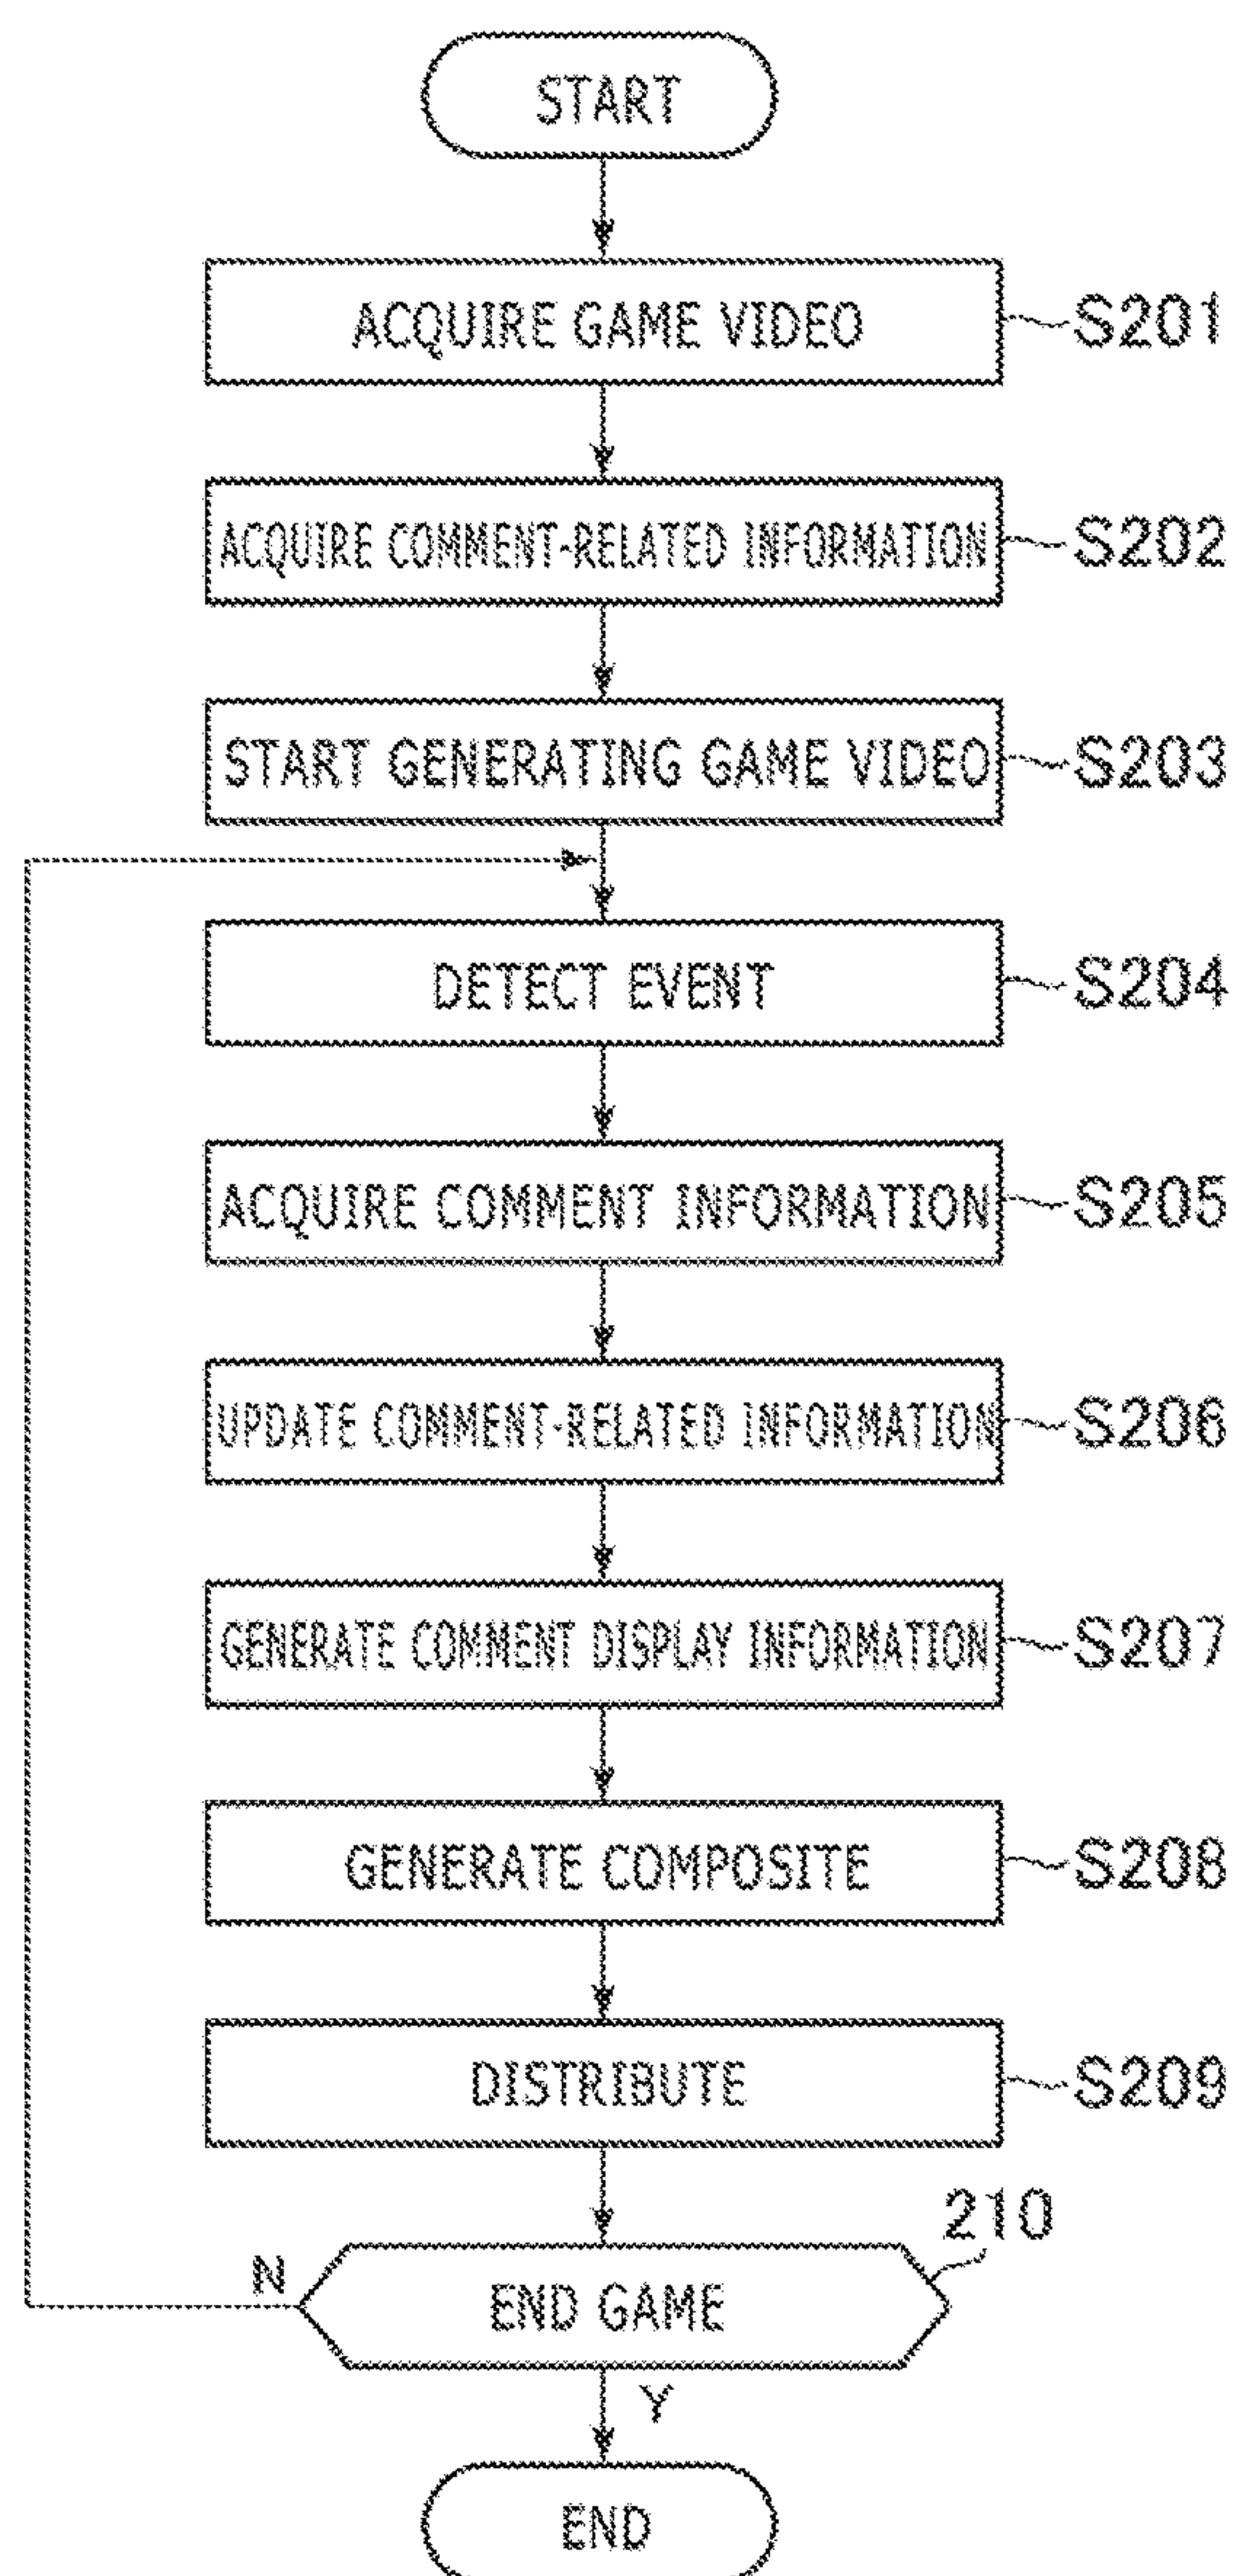 START
ACQUIRE GAME VIDEO S201
ACQUIRE COMMENT-RELATED INFORMATION S202
START GENERATING GAME VIDEO S203
DETECT EVENT S204
ACQUIRE COMMENT INFORMATION S205
UPDATE COMMENT-RELATED INFORMATION S206
GENERATE COMMENT DISPLAY INFORMATION S207
GENERATE COMPOSITE S208
DISTRIBUTE S209
210
N
END GAME
Y
END